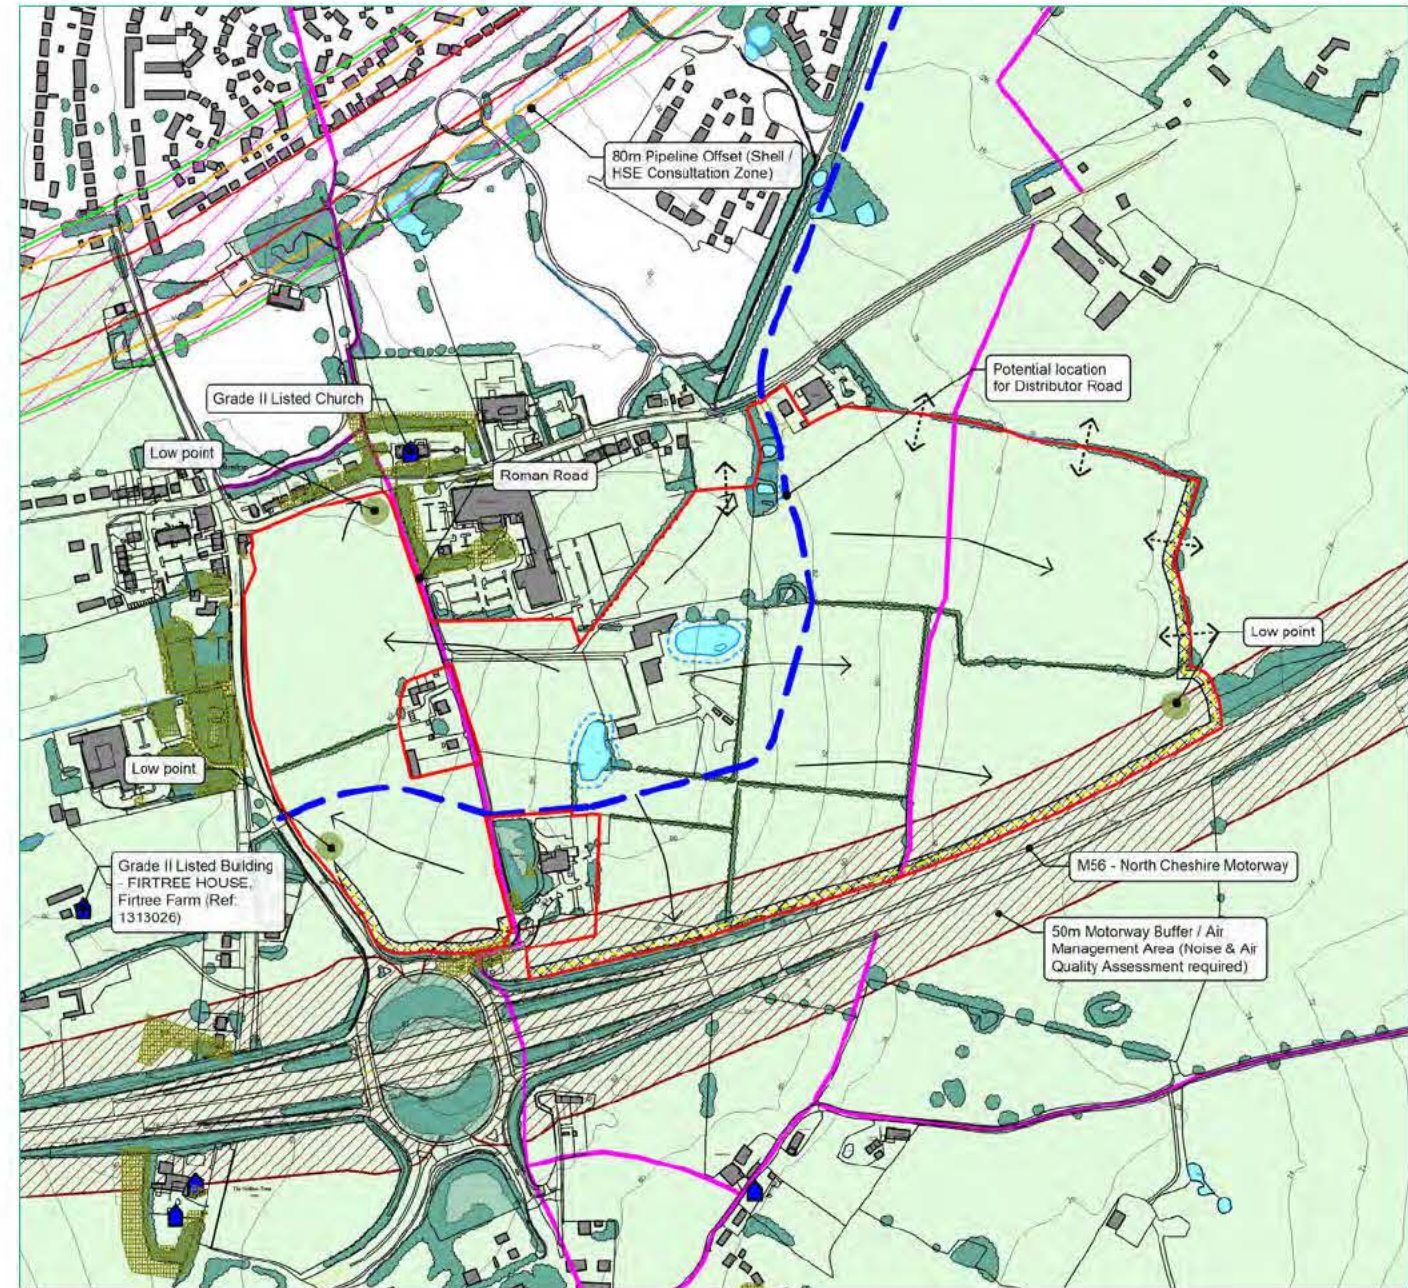 80m Pipeline Offset (Shell /
HSE Consultation Zone)
Potential location
for Distributor Road
Grade II Listed Church
Low point
Roman Road
Low point
Low point
Grade II Listed Building
- FIRTREE HOUSE,
Firtree Farm (Ref:
1313026)
M56 - North Cheshire Motorway
50m Motorway Buffer / Air
Management Area (Noise & Air
Quality Assessment required)